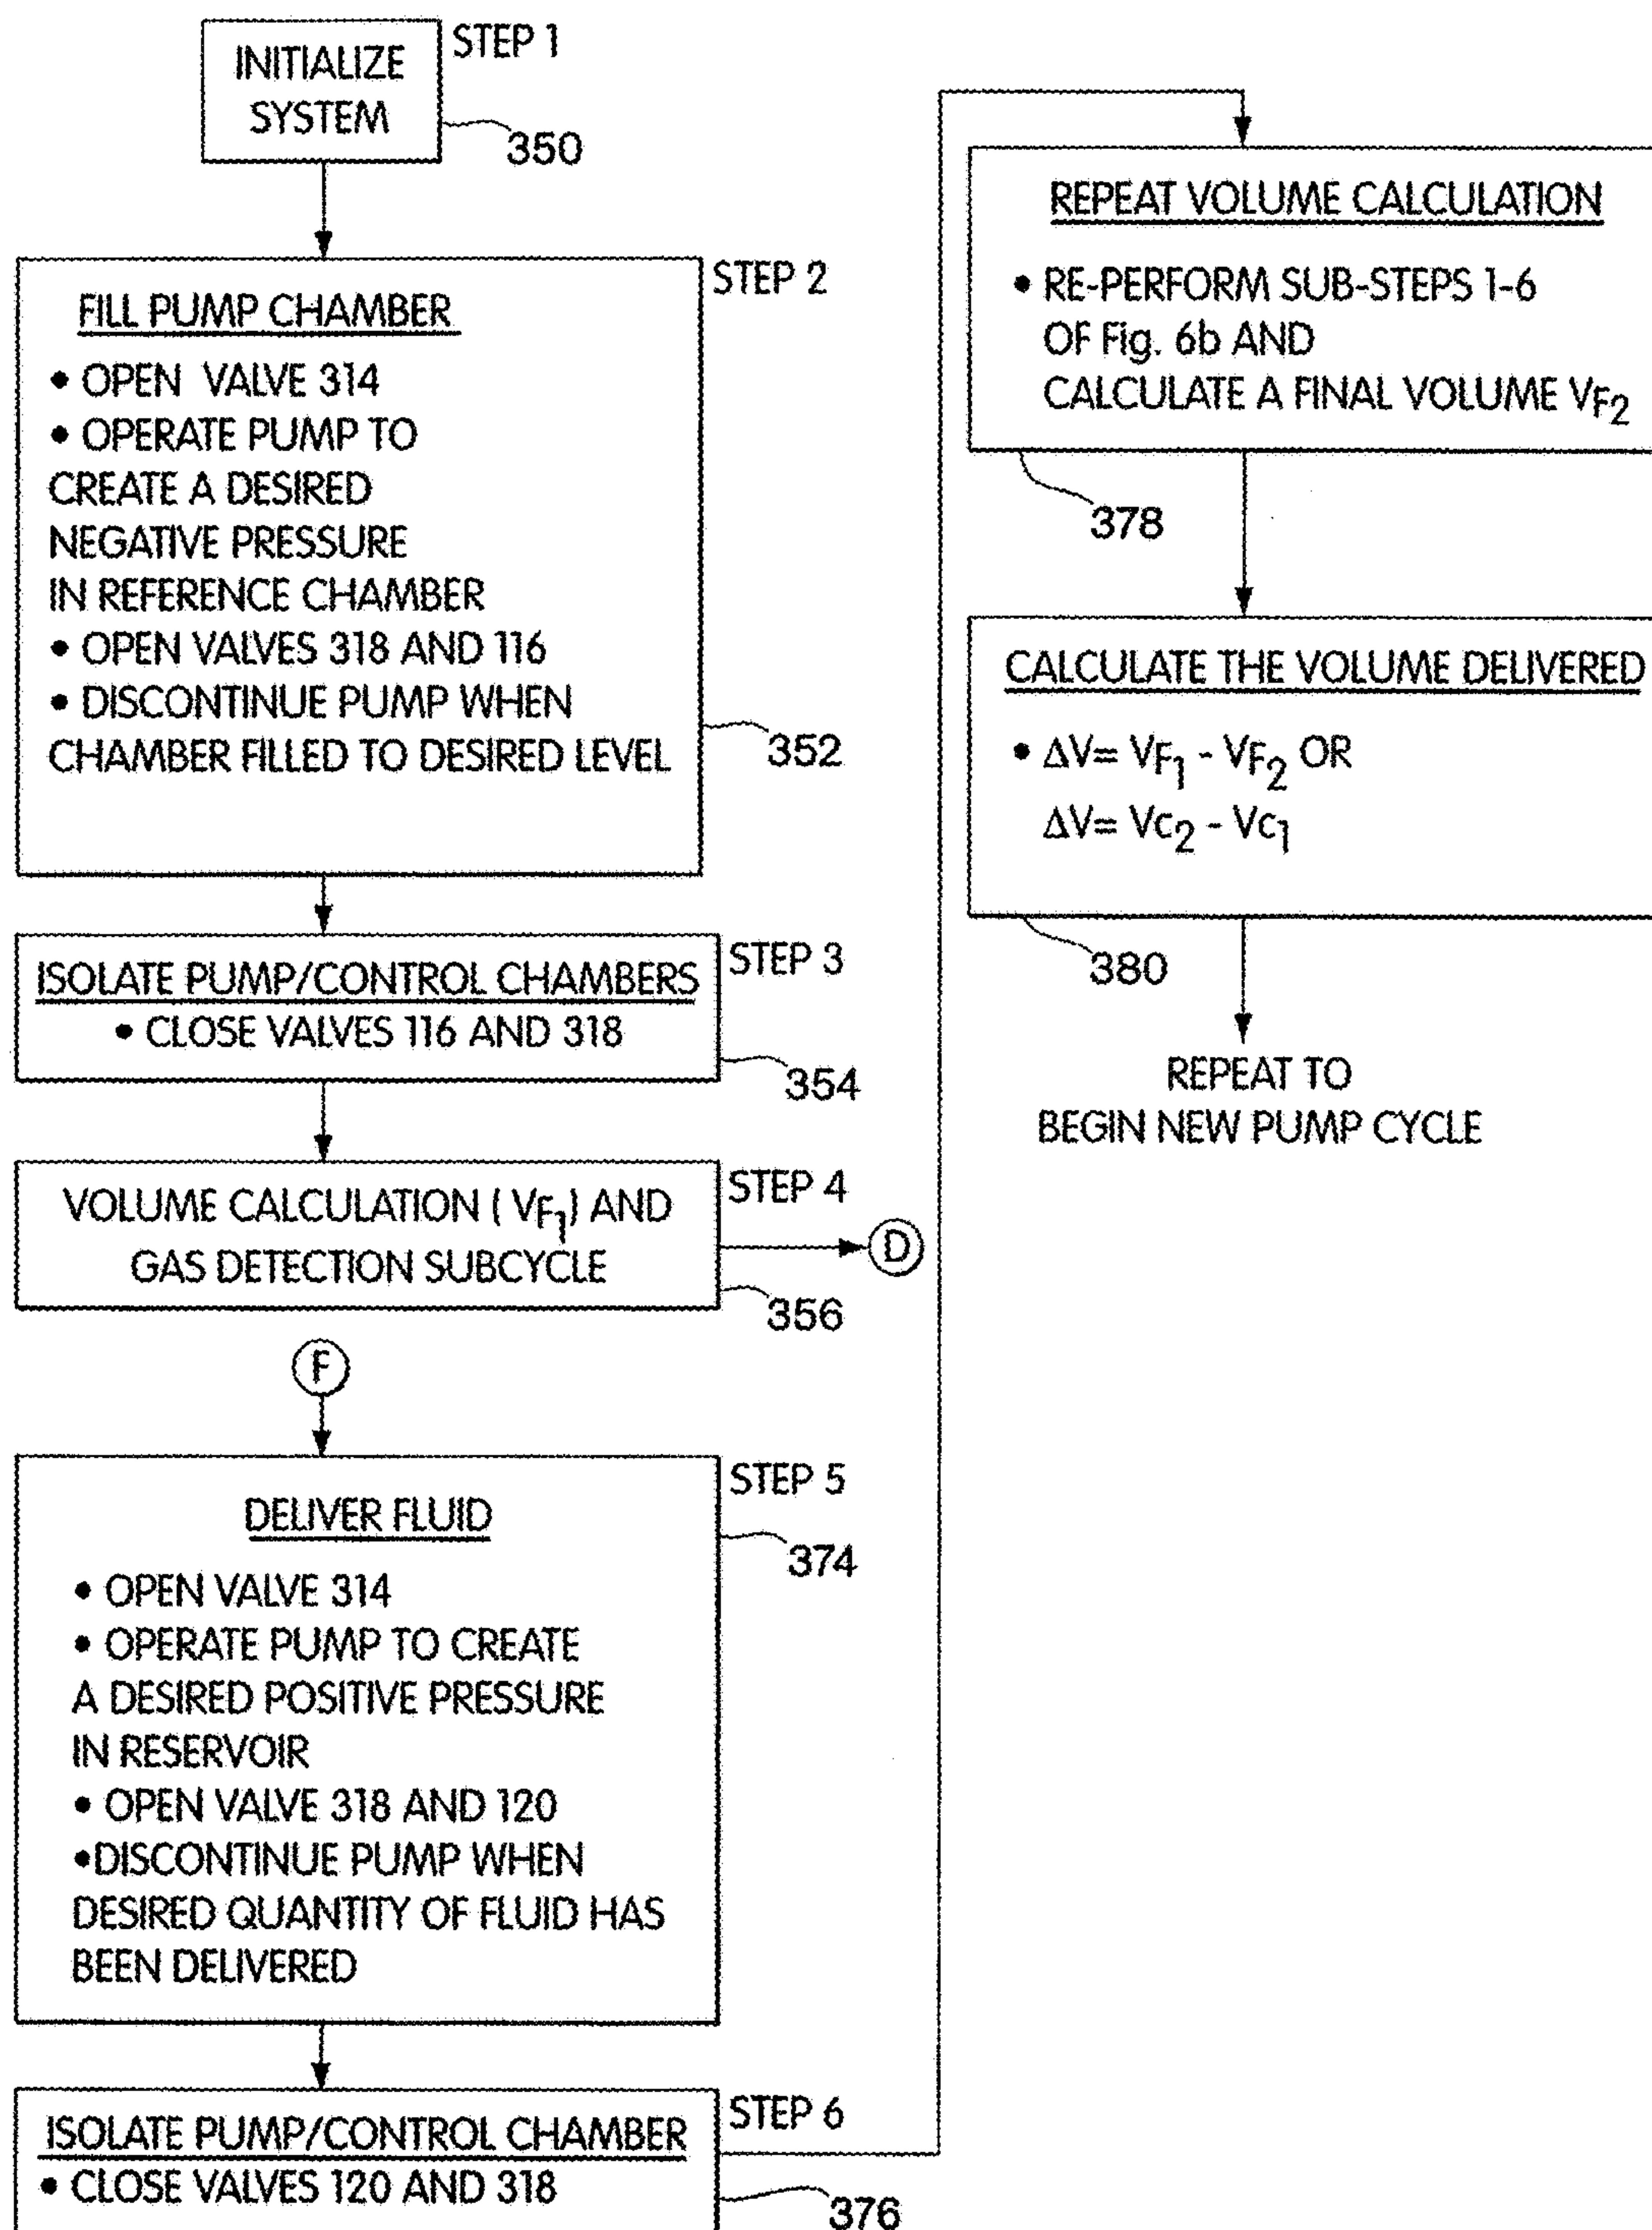 INITIALIZE
SYSTEM
STEP 1
350
FILL PUMP CHAMBER
STEP 2
• OPEN VALVE 314
• OPERATE PUMP TO
CREATE A DESIRED
NEGATIVE PRESSURE
IN REFERENCE CHAMBER
• OPEN VALVES 318 AND 116
• DISCONTINUE PUMP WHEN
CHAMBER FILLED TO DESIRED LEVEL
352
ISOLATE PUMP/CONTROL CHAMBERS
STEP 3
• CLOSE VALVES 116 AND 318
354
VOLUME CALCULATION ( VF1) AND
GAS DETECTION SUBCYCLE
STEP 4
D
356
F
DELIVER FLUID
STEP 5
374
• OPEN VALVE 314
• OPERATE PUMP TO CREATE
A DESIRED POSITIVE PRESSURE
IN RESERVOIR
• OPEN VALVE 318 AND 120
•DISCONTINUE PUMP WHEN
DESIRED QUANTITY OF FLUID HAS
BEEN DELIVERED
ISOLATE PUMP/CONTROL CHAMBER
STEP 6
• CLOSE VALVES 120 AND 318
376
REPEAT VOLUME CALCULATION
• RE-PERFORM SUB-STEPS 1-6
OF Fig. 6b AND
CALCULATE A FINAL VOLUME VF2
378
CALCULATE THE VOLUME DELIVERED
• ΔV= VF1 - VF2 OR
ΔV= Vc2 - Vc1
380
REPEAT TO
BEGIN NEW PUMP CYCLE